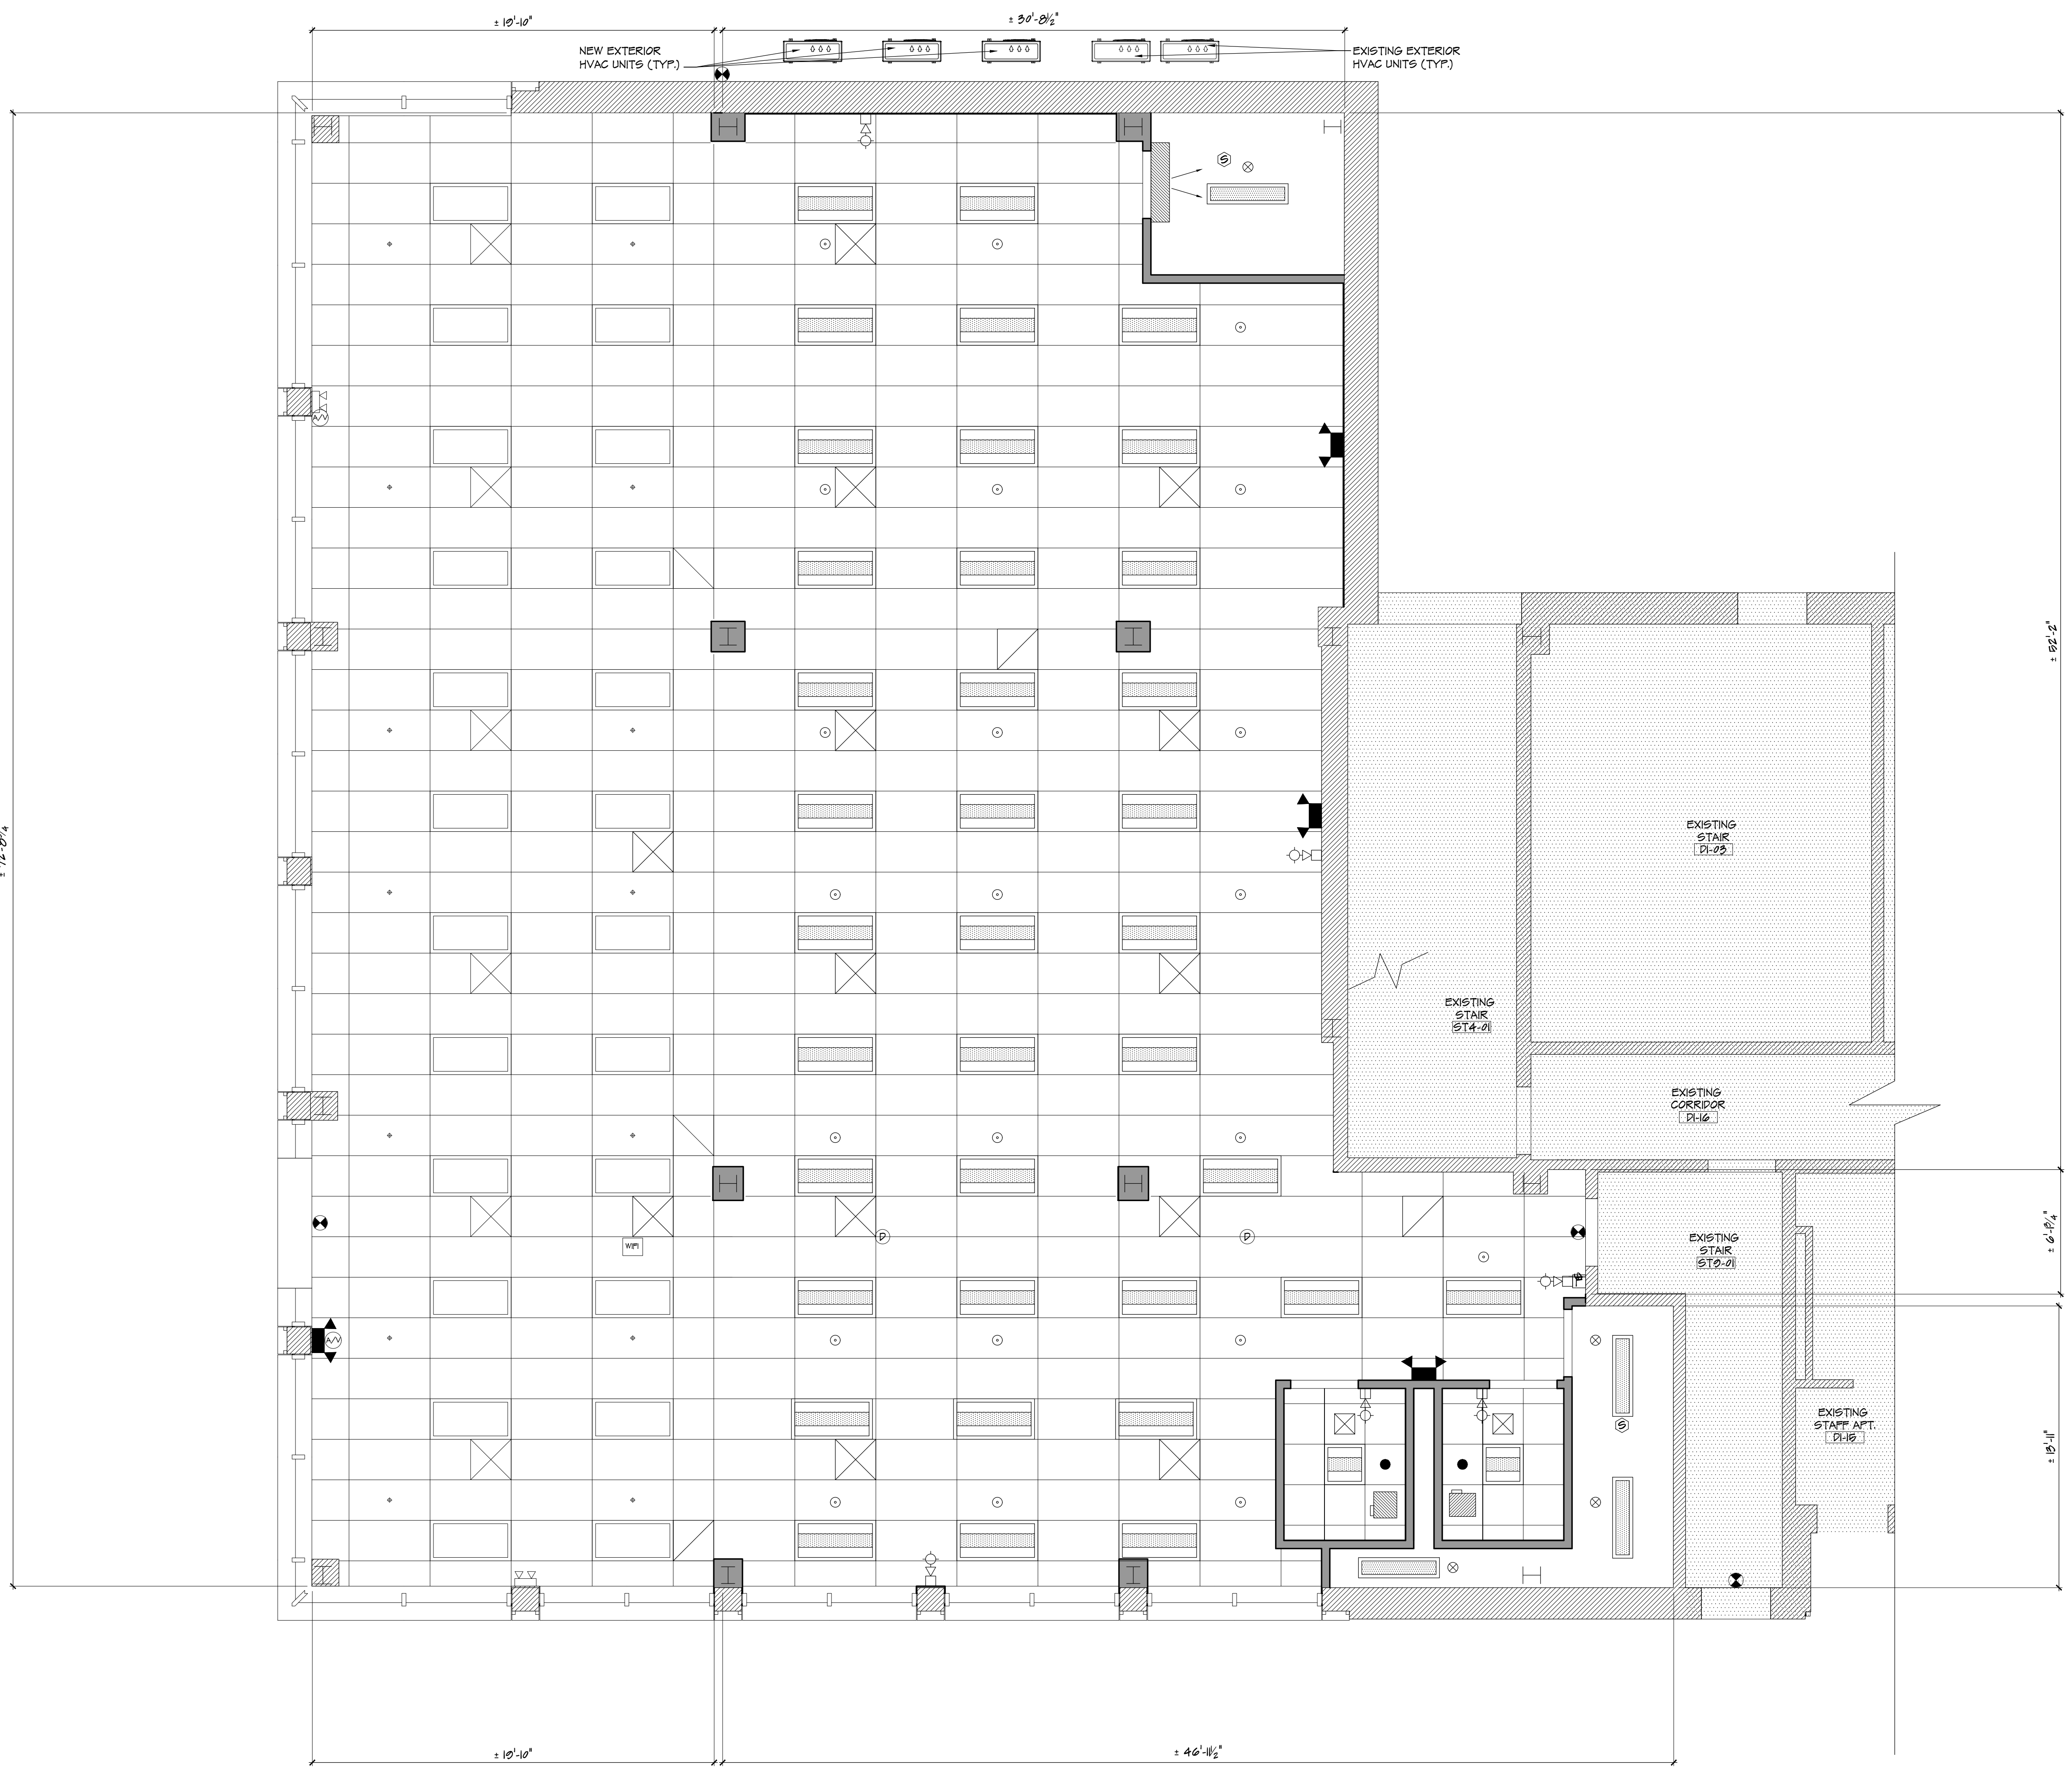 ± 19'-10"
± 30'-8½"
NEW EXTERIOR
HVAC UNITS (TYP.)
EXISTING EXTERIOR
HVAC UNITS (TYP.)
S
A/V
± 52'-2"
EXISTING
STAIR
D1-03
EXISTING
STAIR
ST4-01
EXISTING
CORRIDOR
D1-16
D
D
WIFI
EXISTING
STAIR
ST9-01
± 6'-1¾"
A/V
S
EXISTING
STAFF APT.
D1-15
± 13'-11"
± 19'-10"
± 46'-11½"